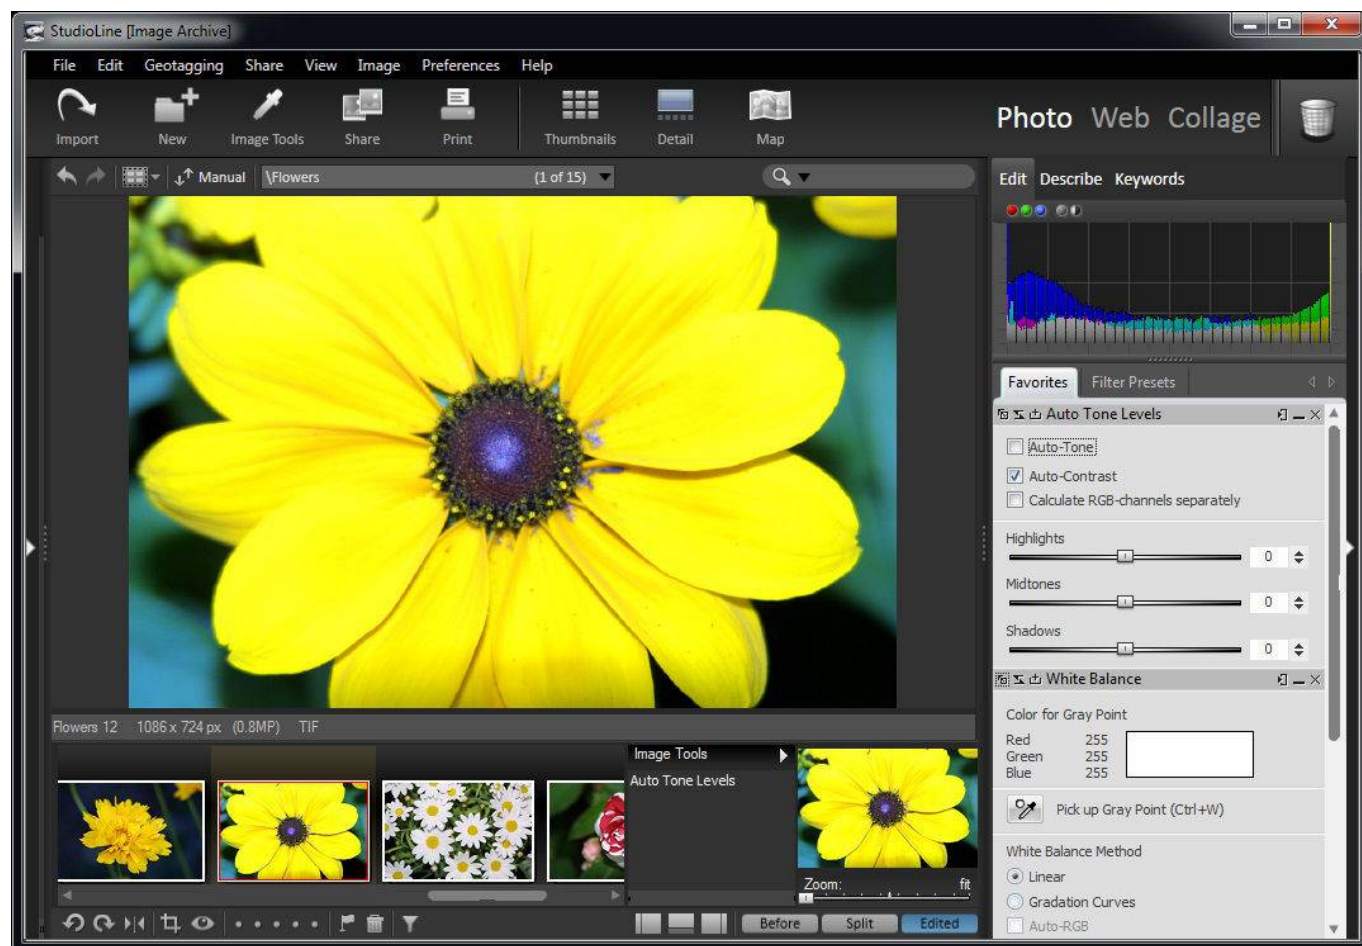 StudioLine [Image Archive]
File Edit Geotagging Share View Image Preferences Help
Import New Image Tools Share Print Thumbnails Detail Map
Photo Web Collage
Manual \Flowers (1 of 15)
Edit Describe Keywords
Favorites Filter Presets
Auto Tone Levels
Auto-Tone
Auto-Contrast
Calculate RGB-channels separately
Highlights
0
Midtones
0
Shadows
0
White Balance
Color for Gray Point
Red 255
Green 255
Blue 255
Pick up Gray Point (Ctrl+W)
White Balance Method
Linear
Gradation Curves
Auto-RGB
Flowers 12 1086 x 724 px (0.8MP) TIF
Image Tools
Auto Tone Levels
Zoom: fit
Before Split Edited